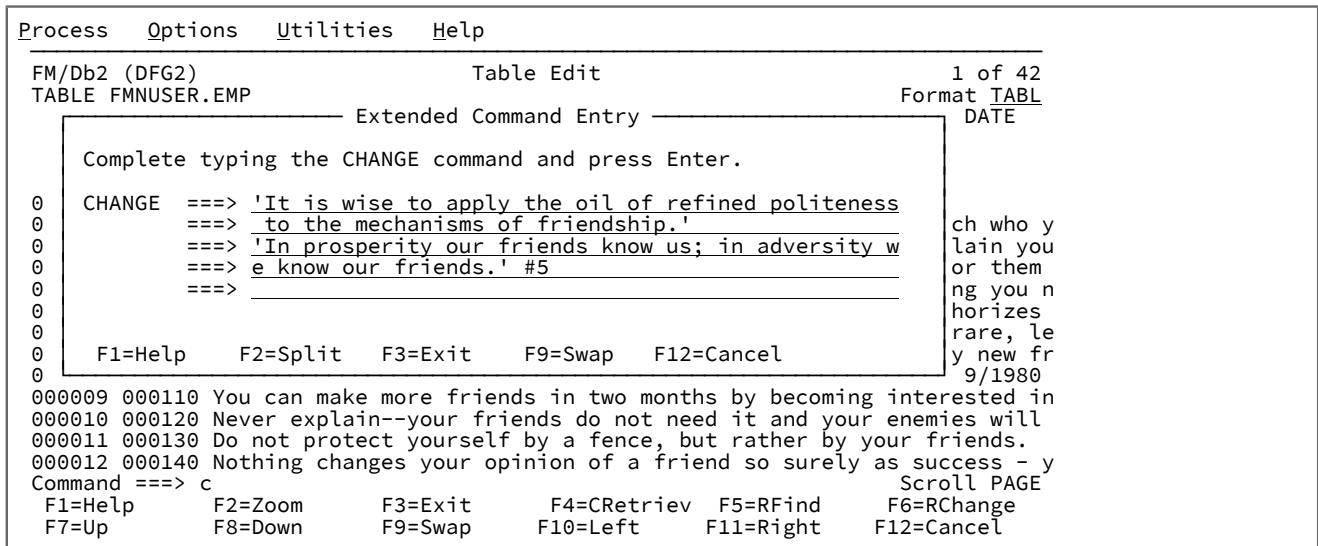 Process   Options   Utilities   Help
FM/Db2 (DFG2)                     Table Edit                           1 of 42
TABLE FMNUSER.EMP                                                  Format TABL
Extended Command Entry   DATE
Complete typing the CHANGE command and press Enter.
0   CHANGE  ===> 'It is wise to apply the oil of refined politeness
0           ===>  to the mechanisms of friendship.'                    ch who y
0           ===> 'In prosperity our friends know us; in adversity w    lain you
0           ===> e know our friends.' #5                               or them
0           ===>                                                       ng you n
0                                                                      horizes
0                                                                      rare, le
0    F1=Help    F2=Split   F3=Exit    F9=Swap   F12=Cancel             y new fr
0                                                                       9/1980
000009 000110 You can make more friends in two months by becoming interested in
000010 000120 Never explain--your friends do not need it and your enemies will
000011 000130 Do not protect yourself by a fence, but rather by your friends.
000012 000140 Nothing changes your opinion of a friend so surely as success - y
Command ===> c                                                     Scroll PAGE
F1=Help      F2=Zoom      F3=Exit      F4=CRetriev  F5=RFind     F6=RChange
F7=Up        F8=Down      F9=Swap      F10=Left     F11=Right    F12=Cancel